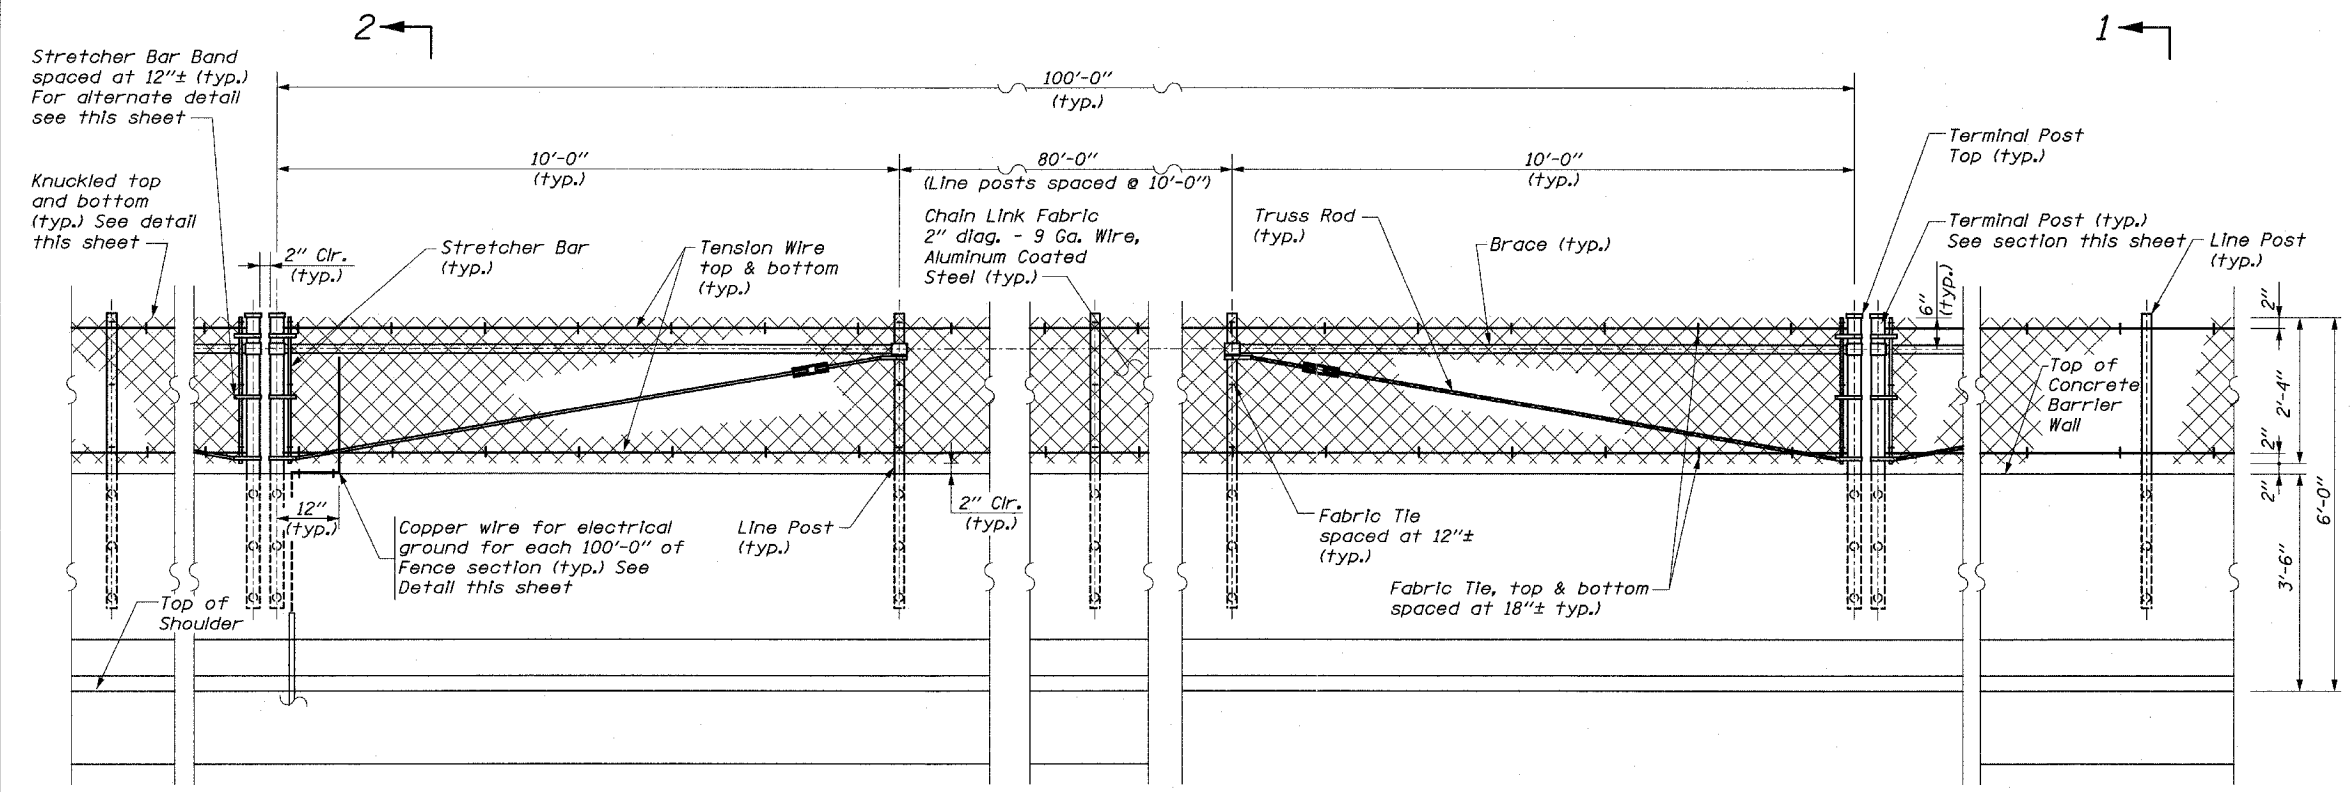 2
1
Stretcher Bar Band
spaced at 12"± (typ.)
For alternate detail
see this sheet
100'-0"
(typ.)
Terminal Post
Top (typ.)
10'-0"
(typ.)
80'-0"
(Line posts spaced @ 10'-0")
10'-0"
(typ.)
Knuckled top
and bottom
(typ.) See detail
this sheet
2" Clr.
(typ.)
Stretcher Bar
(typ.)
Tension Wire
top & bottom
(typ.)
Chain Link Fabric
2" diag. - 9 Ga. Wire,
Aluminum Coated
Steel (typ.)
Truss Rod
(typ.)
Brace (typ.)
Terminal Post (typ.)
See section this sheet
Line Post
(typ.)
6"
(typ.)
2"
Top of
Concrete
Barrier
Wall
2'-4"
2"
2"
6'-0"
3'-6"
12"
(typ.)
Copper wire for electrical
ground for each 100'-0" of
Fence section (typ.) See
Detail this sheet
Line Post
(typ.)
2" Clr.
(typ.)
Fabric Tie
spaced at 12"±
(typ.)
Fabric Tie, top & bottom
spaced at 18"± typ.)
Top of
Shoulder